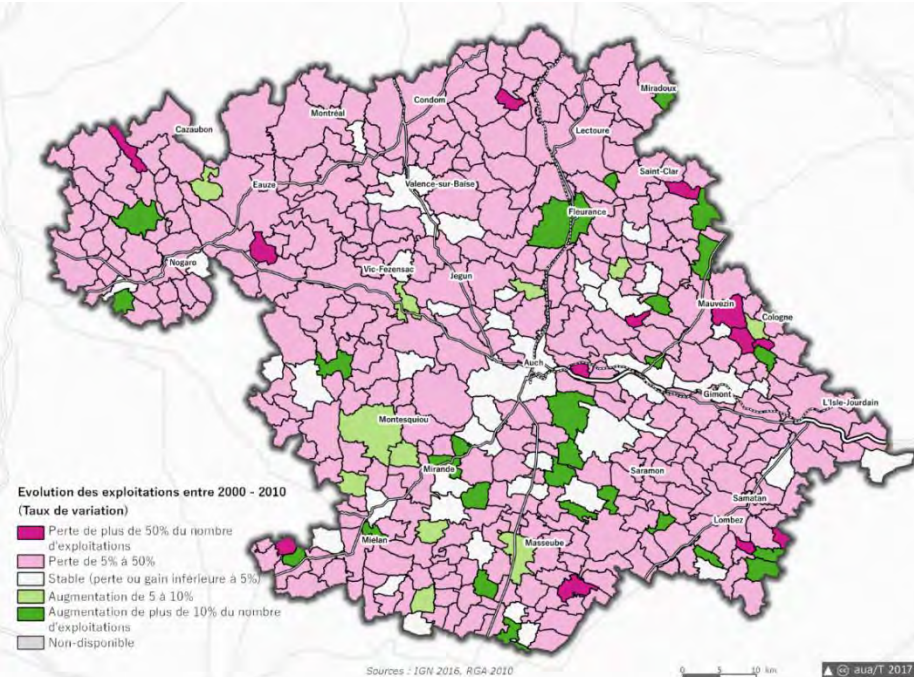 Miradoux
Condom
Montréal
Cazaubon
Lectoure
Saint-Clar
Eauze
Valence-sur-Baïse
Fleurance
Nogaro
Vic-Fezensac
Jegun
Mauvezin
Cologne
Auch
Gimont
L'Isle-Jourdain
Montesquiou
Mirande
Saramon
Samatan
Lombez
Masseube
Miélan
Evolution des exploitations entre 2000 - 2010
(Taux de variation)
Perte de plus de 50% du nombre
d'exploitations
Perte de 5% à 50%
Stable (perte ou gain inférieure à 5%)
Augmentation de 5 à 10%
Augmentation de plus de 10% du nombre
d'exploitations
Non-disponible
Sources : IGN 2016, RGA 2010
0 5 10 km
cc aua/T 2017